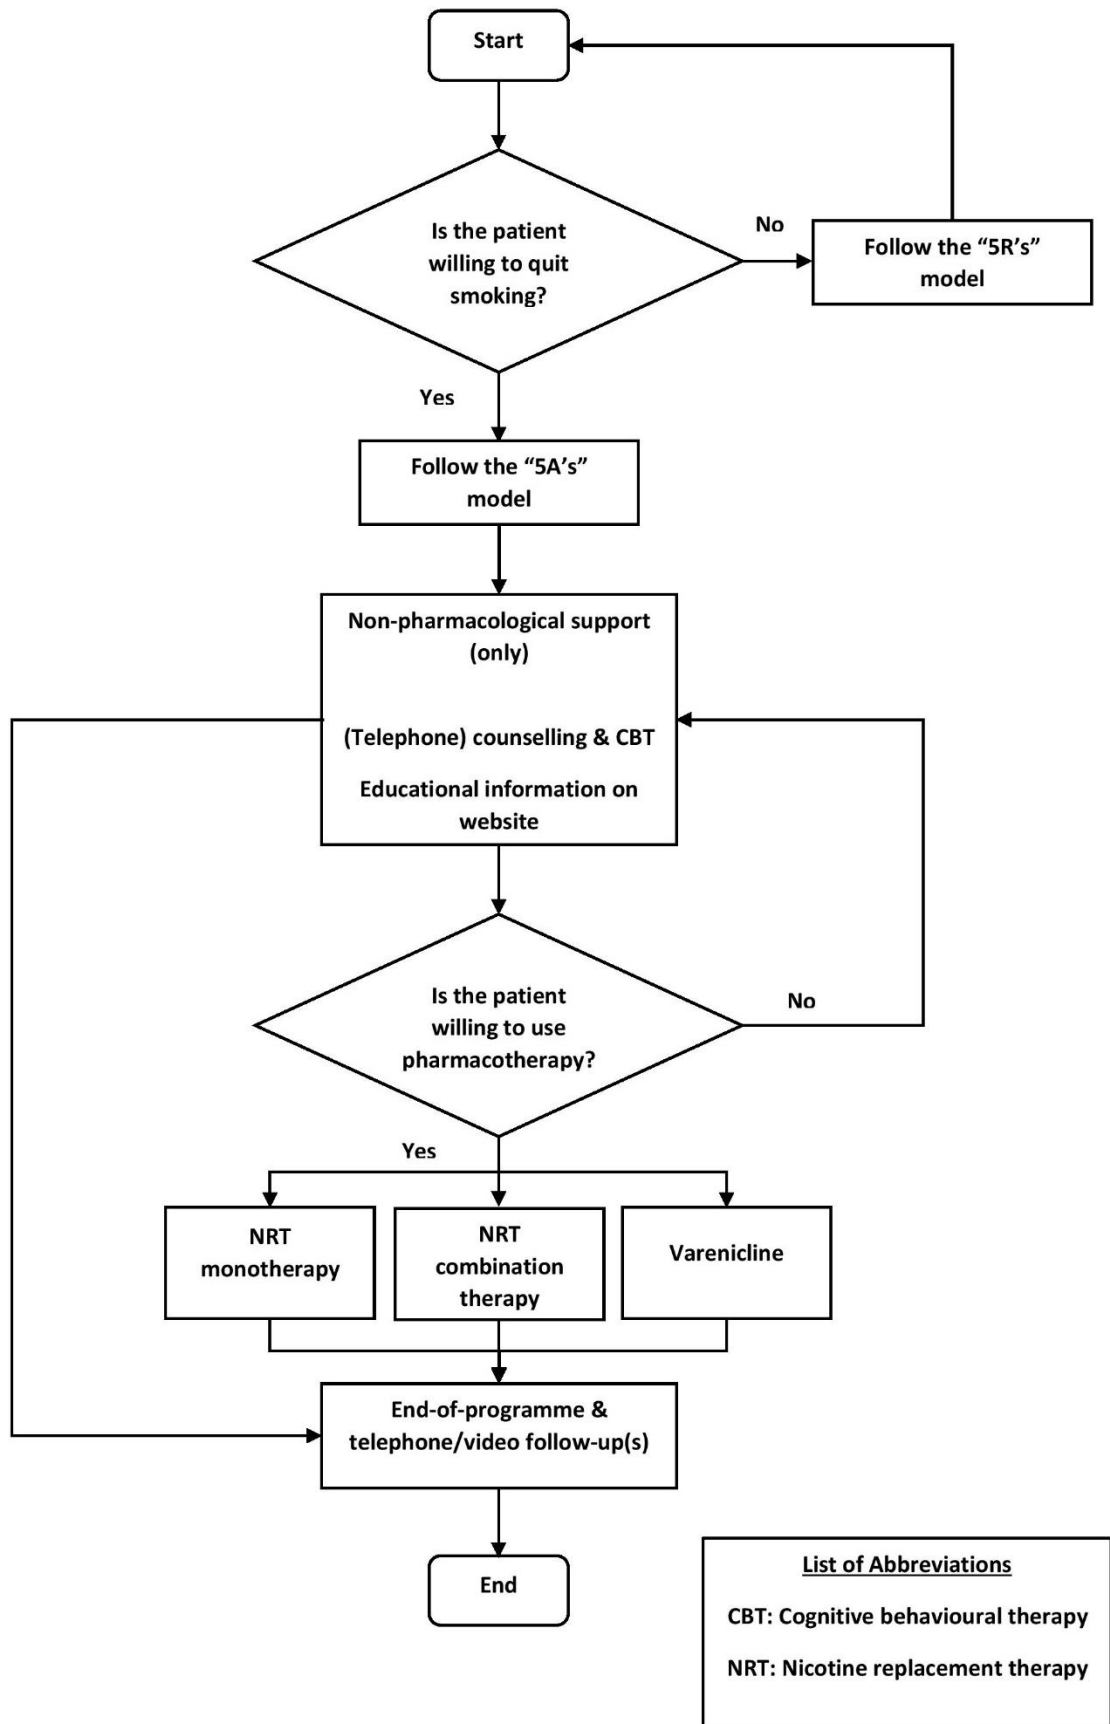 Start
Is the patient
willing to quit
smoking?
No
Follow the “5R’s”
model
Yes
Follow the “5A’s”
model
Non-pharmacological support
(only)
(Telephone) counselling & CBT
Educational information on
website
Is the patient
willing to use
pharmacotherapy?
No
Yes
NRT
monotherapy
NRT
combination
therapy
Varenicline
End-of-programme &
telephone/video follow-up(s)
End
List of Abbreviations
CBT: Cognitive behavioural therapy
NRT: Nicotine replacement therapy